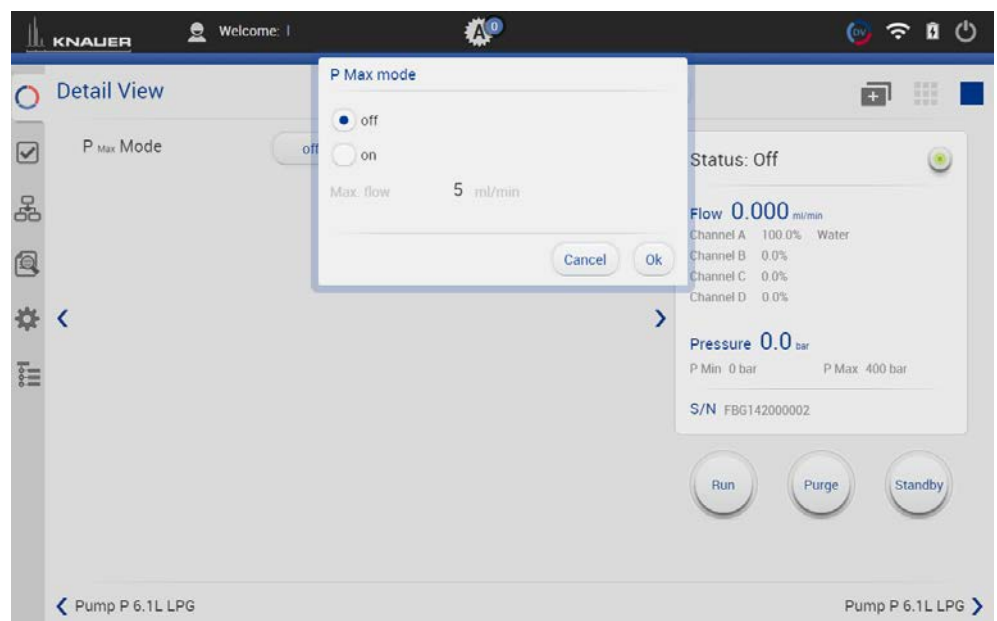 KNAUER
Welcome: I
A 0
DV
Detail View
P Max Mode
off
P Max mode
off
on
Max. flow 5 ml/min
Cancel
Ok
Status: Off
Flow 0.000 ml/min
Channel A 100.0% Water
Channel B 0.0%
Channel C 0.0%
Channel D 0.0%
Pressure 0.0 bar
P Min 0 bar P Max 400 bar
S/N FBG142000002
Run
Purge
Standby
Pump P 6.1L LPG
Pump P 6.1L LPG